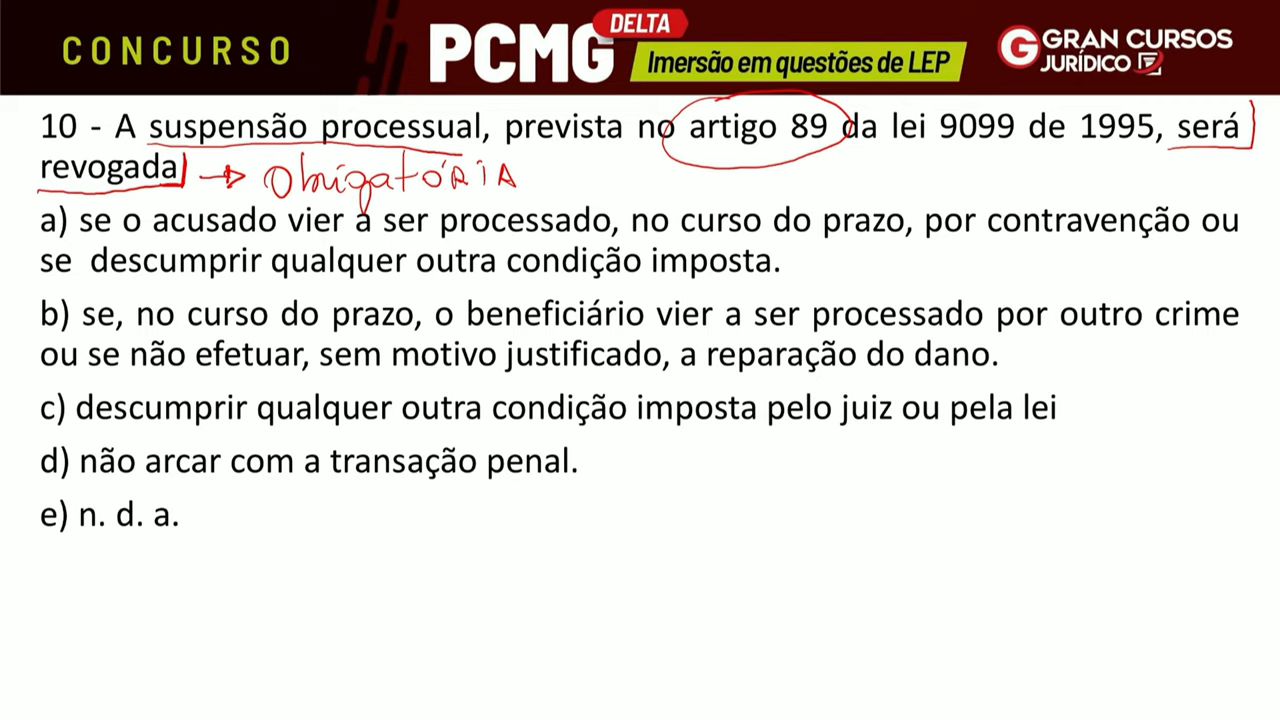 CONCURSO
PCMG
DELTA
Imersão em questões de LEP
GRAN CURSOS
JURÍDICO
10 - A suspensão processual, prevista no artigo 89 da lei 9099 de 1995, será
revogada → ObrigatÓRIA
a) se o acusado vier a ser processado, no curso do prazo, por contravenção ou
se descumprir qualquer outra condição imposta.
b) se, no curso do prazo, o beneficiário vier a ser processado por outro crime
ou se não efetuar, sem motivo justificado, a reparação do dano.
c) descumprir qualquer outra condição imposta pelo juiz ou pela lei
d) não arcar com a transação penal.
e) n. d. a.